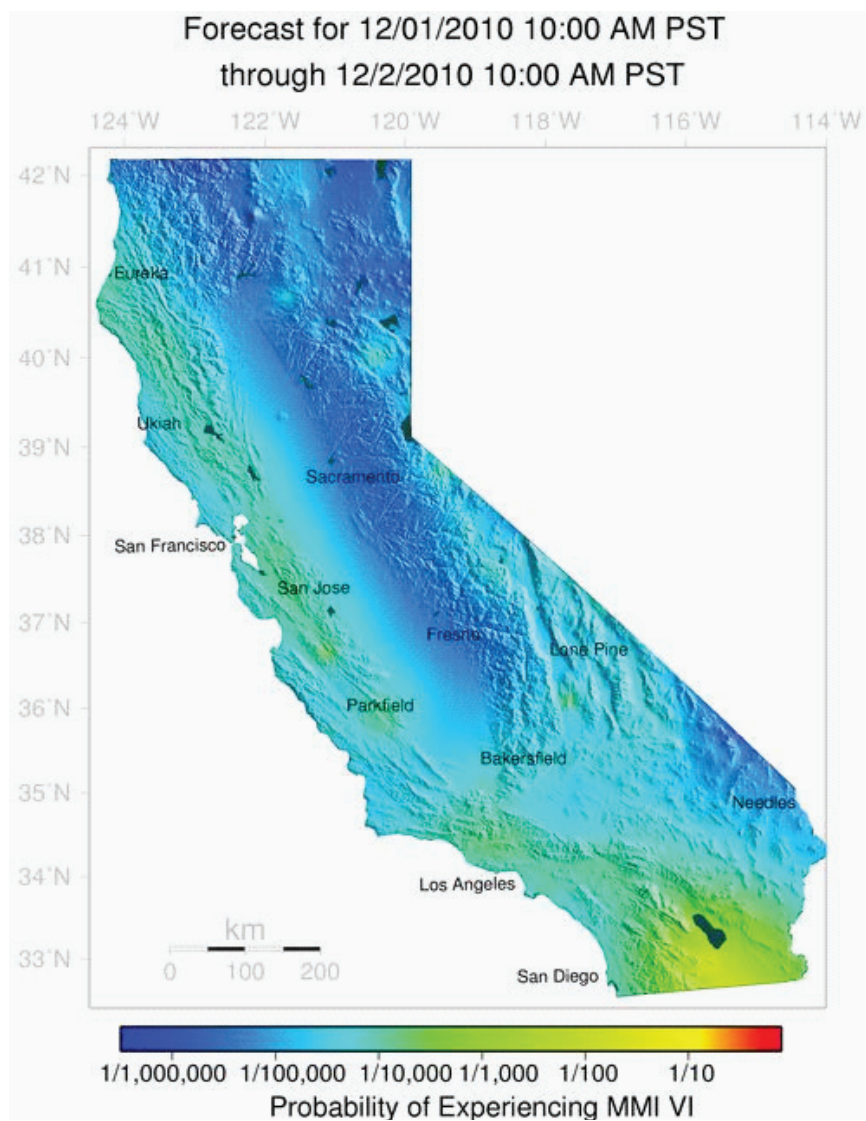 Forecast for 12/01/2010 10:00 AM PST
through 12/2/2010 10:00 AM PST
124˚W 122˚W 120˚W 118˚W 116˚W 114˚W
42˚N
41˚N
Eureka
40˚N
Ukiah
39˚N
Sacramento
38˚N
San Francisco
San Jose
37˚N
Fresno
Lone Pine
36˚N
Parkfield
Bakersfield
35˚N
Needles
34˚N
Los Angeles
km
33˚N
0 100 200
San Diego
1/1,000,000 1/100,000 1/10,000 1/1,000 1/100 1/10
Probability of Experiencing MMI VI